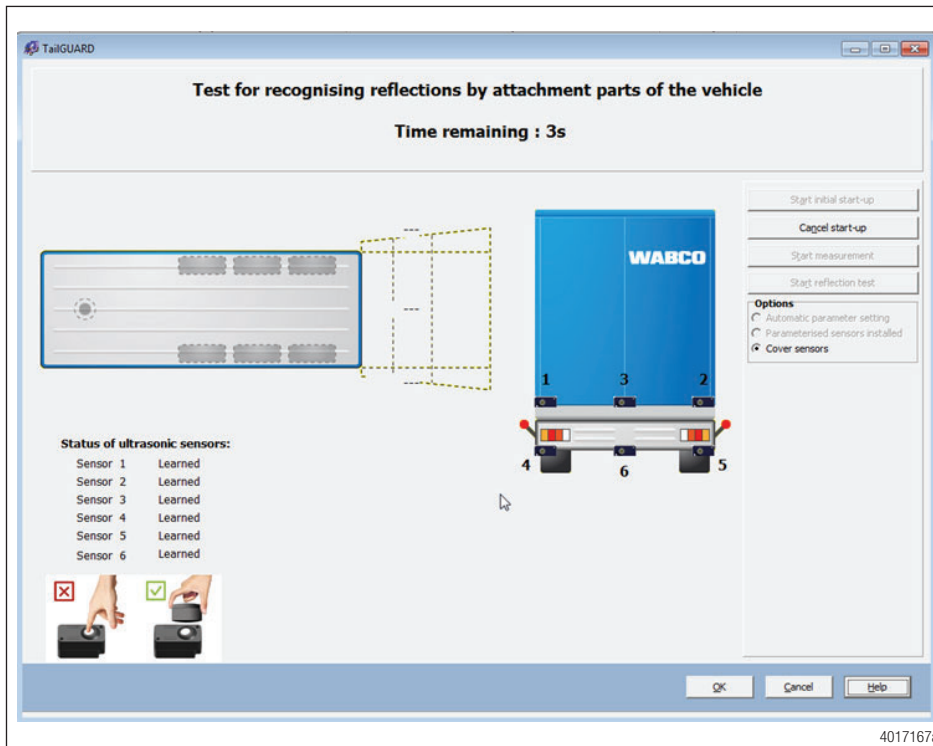 TailGUARD
Test for recognising reflections by attachment parts of the vehicle
Time remaining : 3s
Start initial start-up
Cancel start-up
Start measurement
Start reflection test
Options
Automatic parameter setting
Parameterised sensors installed
Cover sensors
WABCO
1 3 2
4 6 5
Status of ultrasonic sensors:
Sensor 1 Learned
Sensor 2 Learned
Sensor 3 Learned
Sensor 4 Learned
Sensor 5 Learned
Sensor 6 Learned
OK Cancel Help